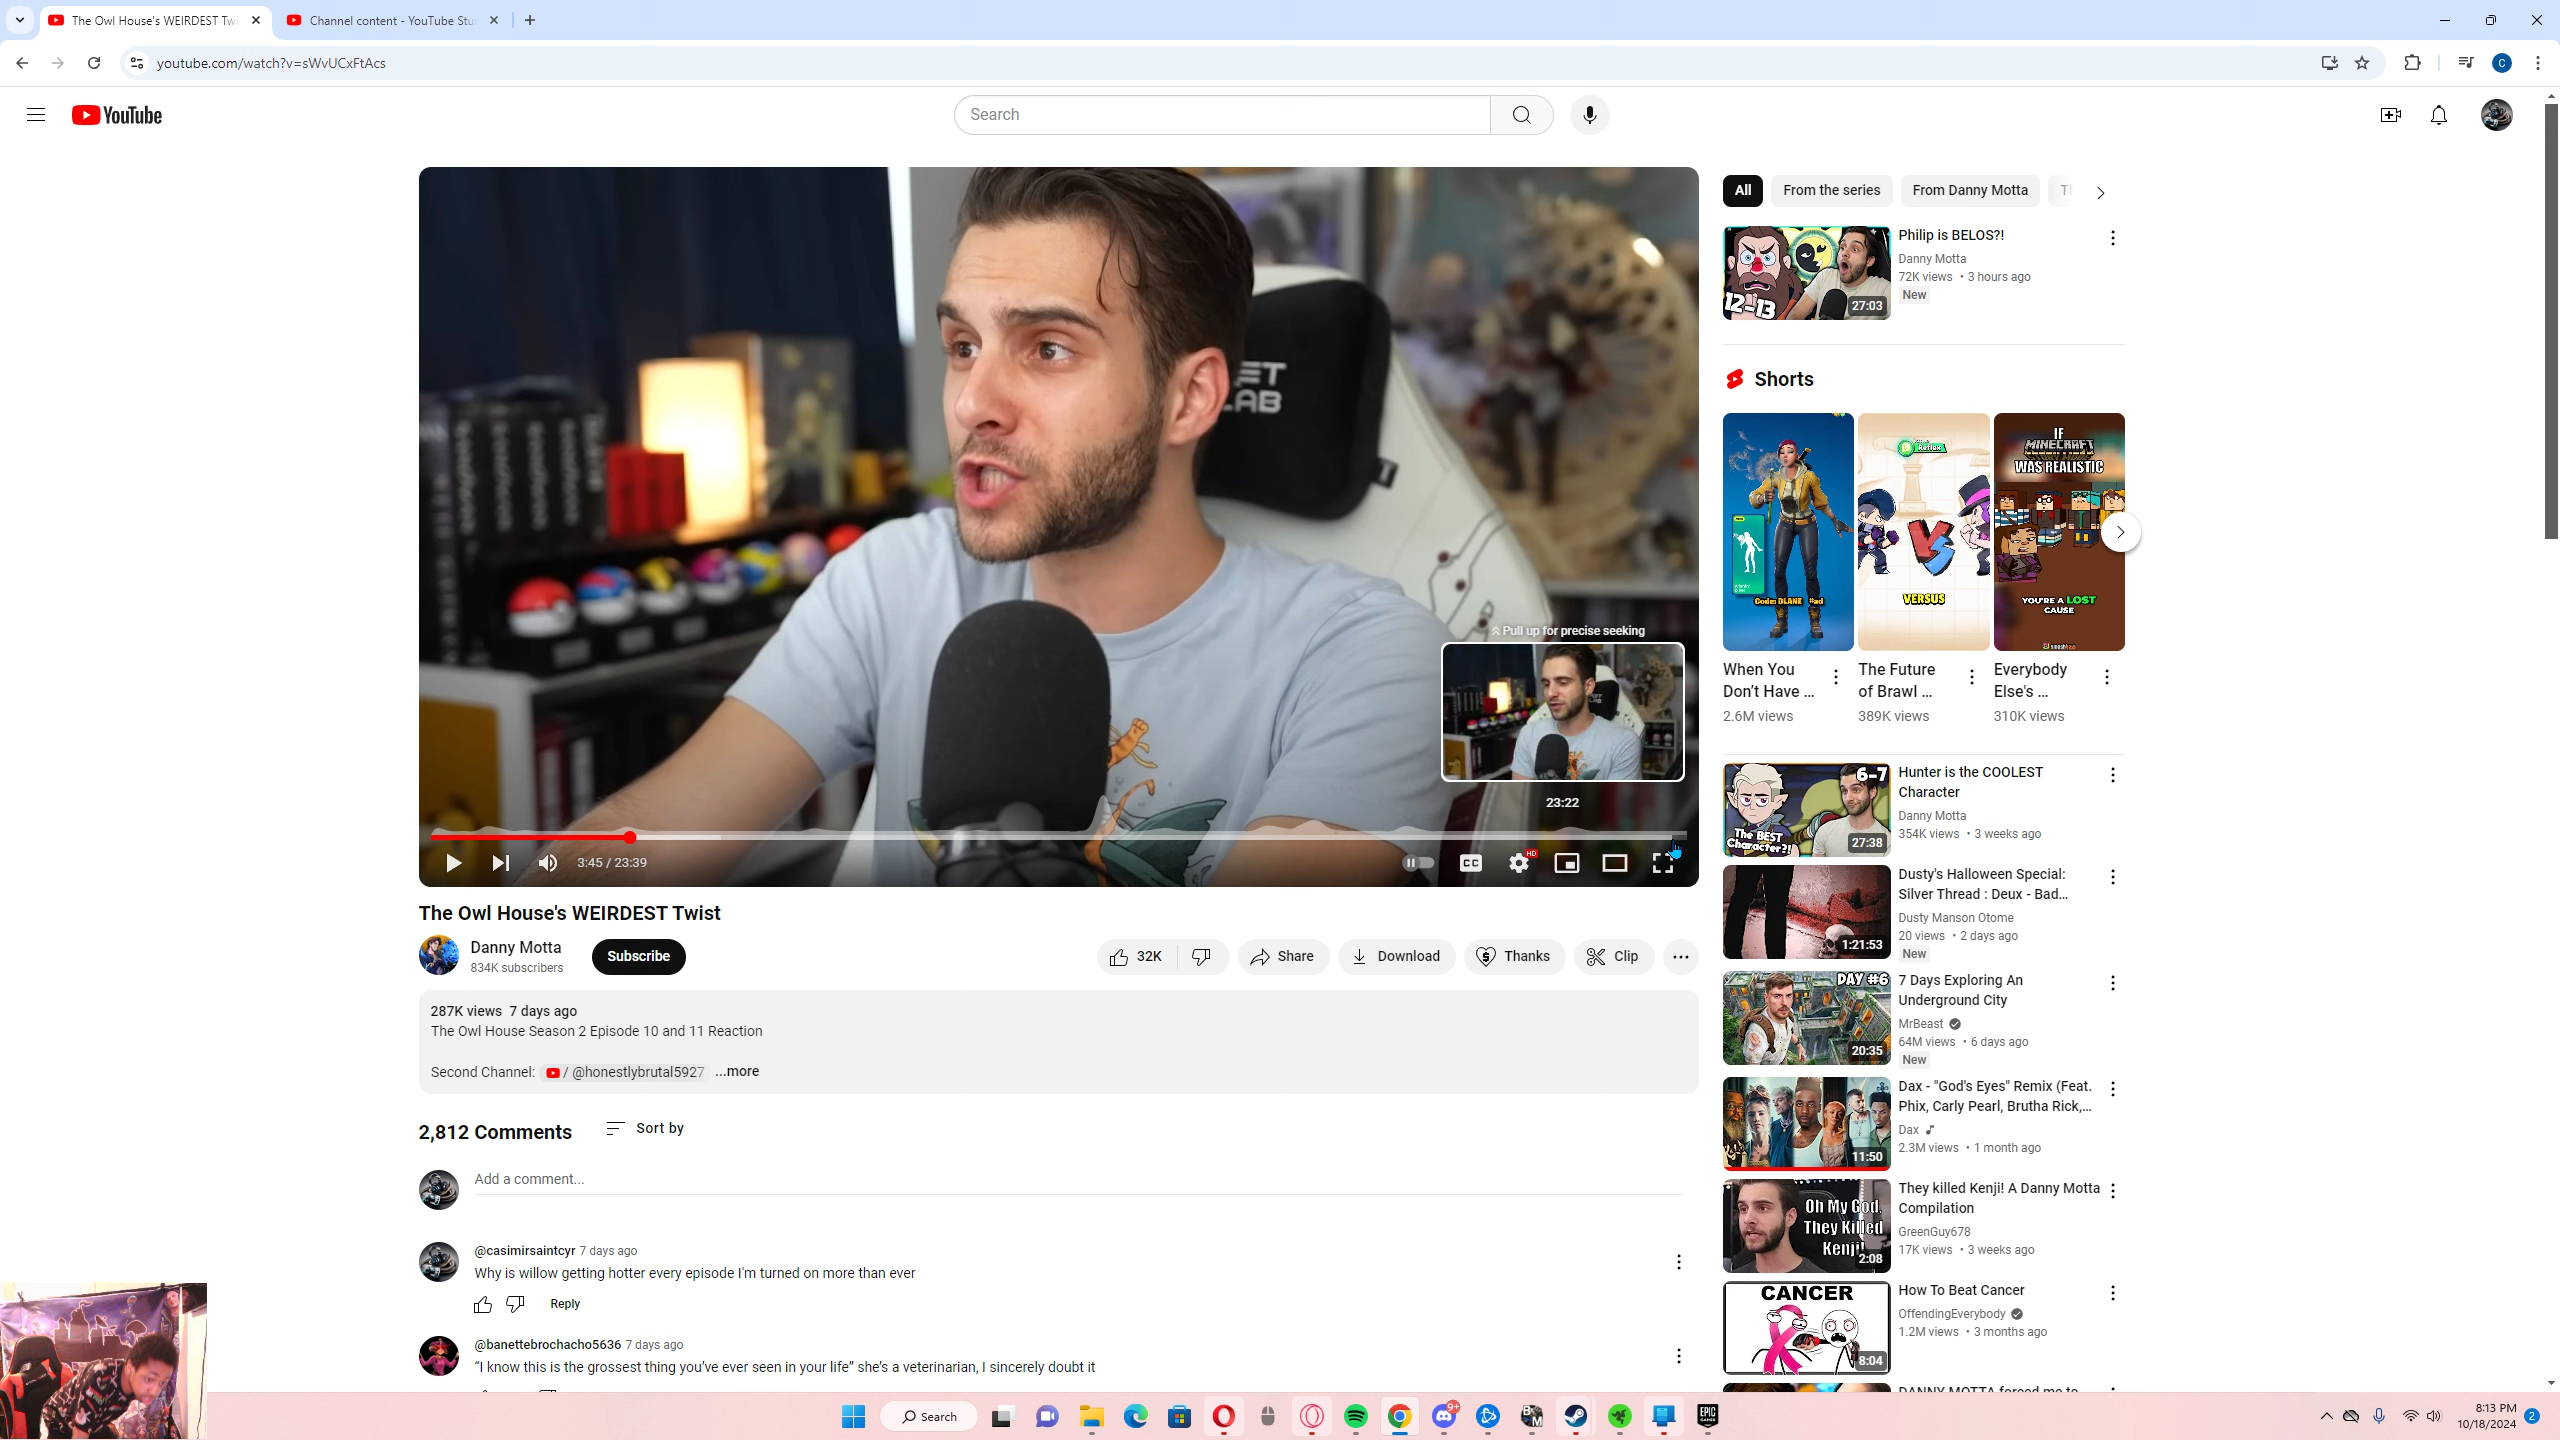 The Owl House's WEIRDEST Tw
Channel content - YouTube Stu
youtube.com/watch?v=sWvUCxFtAcs
C
YouTube
Search
LAB
Pull up for precise seeking
23:22
3:45 / 23:39
CC
HD
The Owl House's WEIRDEST Twist
Danny Motta
834K subscribers
Subscribe
32K
Share
Download
Thanks
Clip
287K views 7 days ago
The Owl House Season 2 Episode 10 and 11 Reaction
Second Channel: / @honestlybrutal5927 ...more
2,812 Comments
Sort by
Add a comment...
@casimirsaintcyr 7 days ago
Why is willow getting hotter every episode I'm turned on more than ever
Reply
@banettebrochacho5636 7 days ago
“I know this is the grossest thing you’ve ever seen in your life” she’s a veterinarian, I sincerely doubt it
All
From the series
From Danny Motta
12-13
27:03
Philip is BELOS?!
Danny Motta
72K views • 3 hours ago
New
Shorts
Code: BLANE #ad
VERSUS
IF
MINECRAFT
WAS REALISTIC
YOU'RE A LOST
CAUSE
When You
Don’t Have ...
2.6M views
The Future
of Brawl ...
389K views
Everybody
Else's ...
310K views
6-7
The BEST
Character?!
27:38
Hunter is the COOLEST
Character
Danny Motta
354K views • 3 weeks ago
1:21:53
Dusty's Halloween Special:
Silver Thread : Deux - Bad...
Dusty Manson Otome
20 views • 2 days ago
New
DAY #6
20:35
7 Days Exploring An
Underground City
MrBeast
64M views • 6 days ago
New
11:50
Dax - "God's Eyes" Remix (Feat.
Phix, Carly Pearl, Brutha Rick,...
Dax
2.3M views • 1 month ago
Oh My God,
They Killed
Kenji!
2:08
They killed Kenji! A Danny Motta
Compilation
GreenGuy678
17K views • 3 weeks ago
CANCER
8:04
How To Beat Cancer
OffendingEverybody
1.2M views • 3 months ago
DANNY MOTTA forced me to
Search
9+
EPIC
8:13 PM
10/18/2024
2